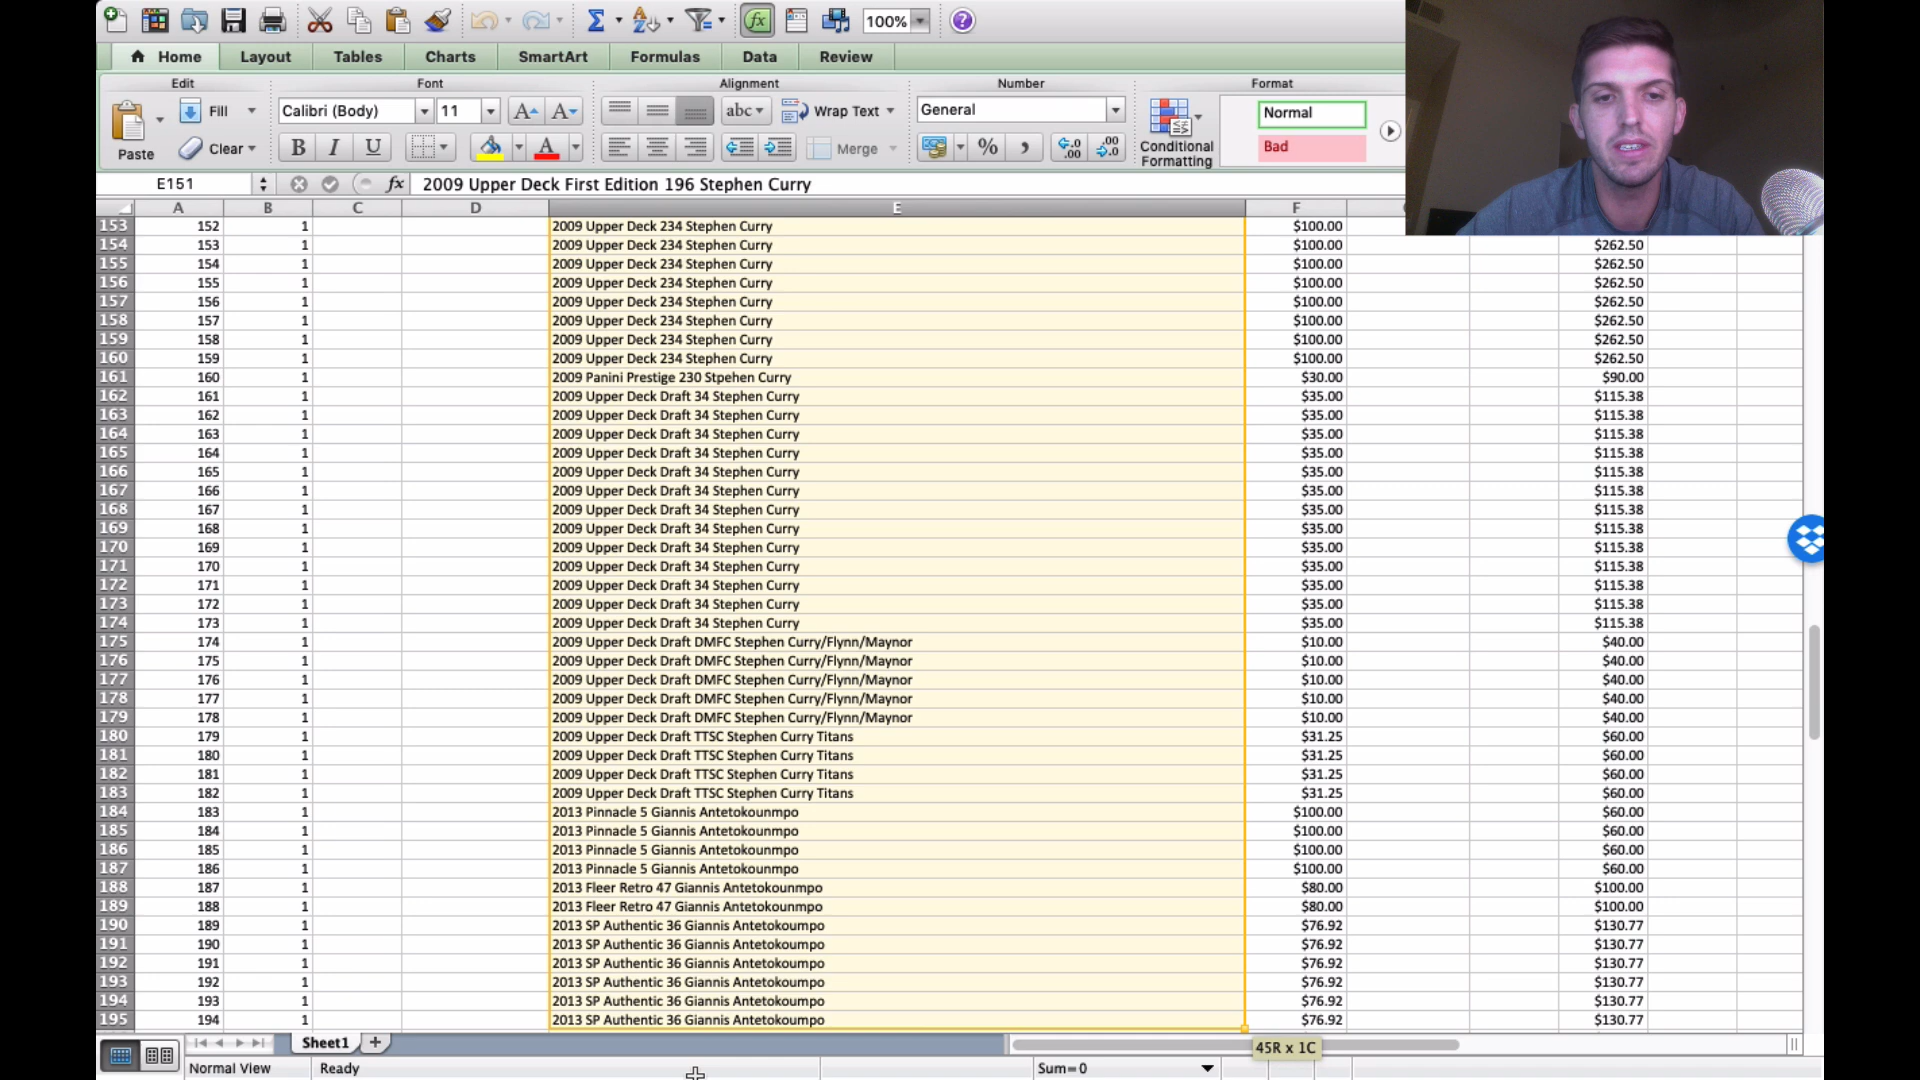 100%
Home Layout Tables Charts SmartArt Formulas Data Review
Edit Font Alignment Number Format
Fill Calibri (Body) 11 A A abc Wrap Text General Normal
Paste Clear B I U A Merge % , .0 .00 .00 .0 Conditional Formatting Bad
E151 fx 2009 Upper Deck First Edition 196 Stephen Curry
A B C D E F
153 152 1 2009 Upper Deck 234 Stephen Curry $100.00
154 153 1 2009 Upper Deck 234 Stephen Curry $100.00 $262.50
155 154 1 2009 Upper Deck 234 Stephen Curry $100.00 $262.50
156 155 1 2009 Upper Deck 234 Stephen Curry $100.00 $262.50
157 156 1 2009 Upper Deck 234 Stephen Curry $100.00 $262.50
158 157 1 2009 Upper Deck 234 Stephen Curry $100.00 $262.50
159 158 1 2009 Upper Deck 234 Stephen Curry $100.00 $262.50
160 159 1 2009 Upper Deck 234 Stephen Curry $100.00 $262.50
161 160 1 2009 Panini Prestige 230 Stpehen Curry $30.00 $90.00
162 161 1 2009 Upper Deck Draft 34 Stephen Curry $35.00 $115.38
163 162 1 2009 Upper Deck Draft 34 Stephen Curry $35.00 $115.38
164 163 1 2009 Upper Deck Draft 34 Stephen Curry $35.00 $115.38
165 164 1 2009 Upper Deck Draft 34 Stephen Curry $35.00 $115.38
166 165 1 2009 Upper Deck Draft 34 Stephen Curry $35.00 $115.38
167 166 1 2009 Upper Deck Draft 34 Stephen Curry $35.00 $115.38
168 167 1 2009 Upper Deck Draft 34 Stephen Curry $35.00 $115.38
169 168 1 2009 Upper Deck Draft 34 Stephen Curry $35.00 $115.38
170 169 1 2009 Upper Deck Draft 34 Stephen Curry $35.00 $115.38
171 170 1 2009 Upper Deck Draft 34 Stephen Curry $35.00 $115.38
172 171 1 2009 Upper Deck Draft 34 Stephen Curry $35.00 $115.38
173 172 1 2009 Upper Deck Draft 34 Stephen Curry $35.00 $115.38
174 173 1 2009 Upper Deck Draft 34 Stephen Curry $35.00 $115.38
175 174 1 2009 Upper Deck Draft DMFC Stephen Curry/Flynn/Maynor $10.00 $40.00
176 175 1 2009 Upper Deck Draft DMFC Stephen Curry/Flynn/Maynor $10.00 $40.00
177 176 1 2009 Upper Deck Draft DMFC Stephen Curry/Flynn/Maynor $10.00 $40.00
178 177 1 2009 Upper Deck Draft DMFC Stephen Curry/Flynn/Maynor $10.00 $40.00
179 178 1 2009 Upper Deck Draft DMFC Stephen Curry/Flynn/Maynor $10.00 $40.00
180 179 1 2009 Upper Deck Draft TTSC Stephen Curry Titans $31.25 $60.00
181 180 1 2009 Upper Deck Draft TTSC Stephen Curry Titans $31.25 $60.00
182 181 1 2009 Upper Deck Draft TTSC Stephen Curry Titans $31.25 $60.00
183 182 1 2009 Upper Deck Draft TTSC Stephen Curry Titans $31.25 $60.00
184 183 1 2013 Pinnacle 5 Giannis Antetokounmpo $100.00 $60.00
185 184 1 2013 Pinnacle 5 Giannis Antetokounmpo $100.00 $60.00
186 185 1 2013 Pinnacle 5 Giannis Antetokounmpo $100.00 $60.00
187 186 1 2013 Pinnacle 5 Giannis Antetokounmpo $100.00 $60.00
188 187 1 2013 Fleer Retro 47 Giannis Antetokounmpo $80.00 $100.00
189 188 1 2013 Fleer Retro 47 Giannis Antetokounmpo $80.00 $100.00
190 189 1 2013 SP Authentic 36 Giannis Antetokoumpo $76.92 $130.77
191 190 1 2013 SP Authentic 36 Giannis Antetokoumpo $76.92 $130.77
192 191 1 2013 SP Authentic 36 Giannis Antetokoumpo $76.92 $130.77
193 192 1 2013 SP Authentic 36 Giannis Antetokoumpo $76.92 $130.77
194 193 1 2013 SP Authentic 36 Giannis Antetokoumpo $76.92 $130.77
195 194 1 2013 SP Authentic 36 Giannis Antetokoumpo $76.92 $130.77
Sheet1 45R x 1C
Normal View Ready Sum=0